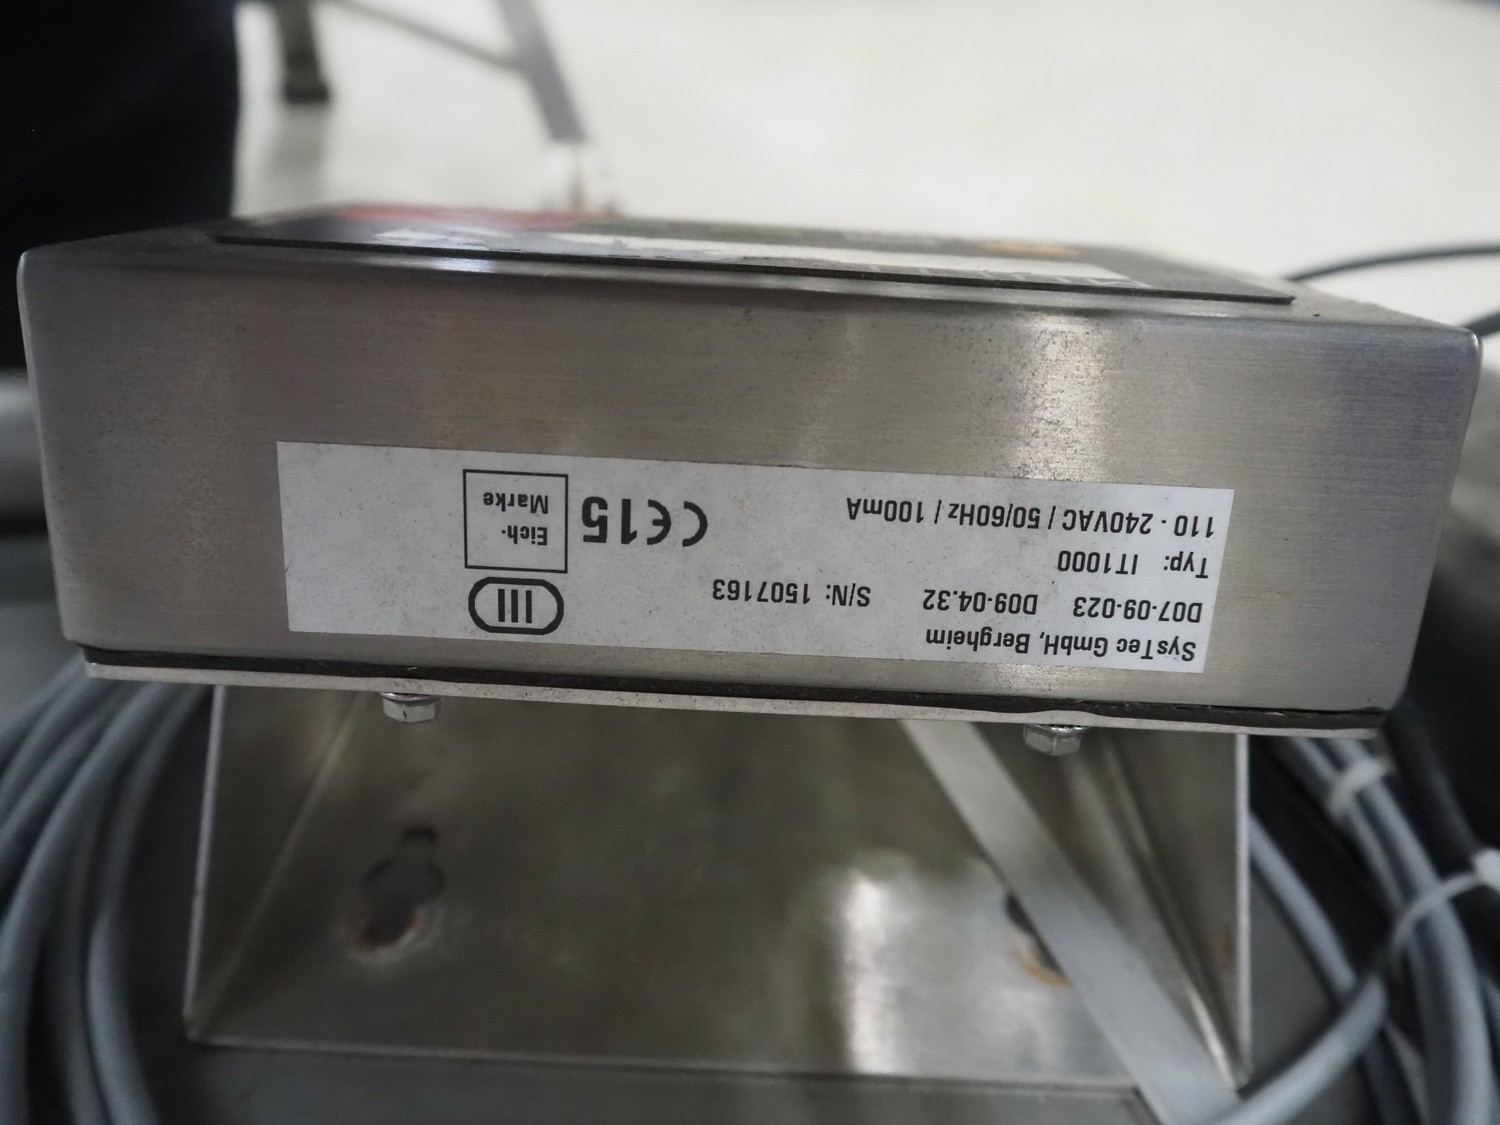 SysTec GmbH, Bergheim
D07-09-023 D09-04.32 S/N: 1507163
Typ: IT1000
110 - 240VAC / 50/60Hz / 100mA
III
CE15
Eich-
Marke